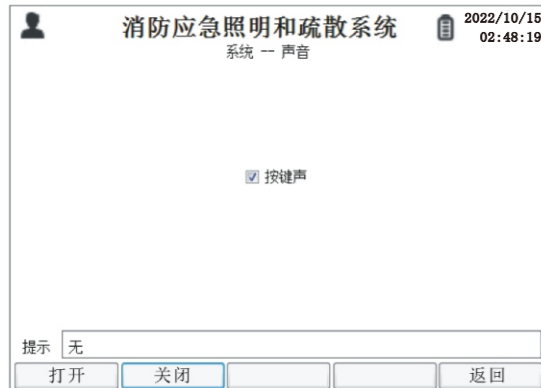 消防应急照明和疏散系统
2022/10/15
02:48:19
系统 -- 声音
按键声
提示 无
打开 关闭 返回